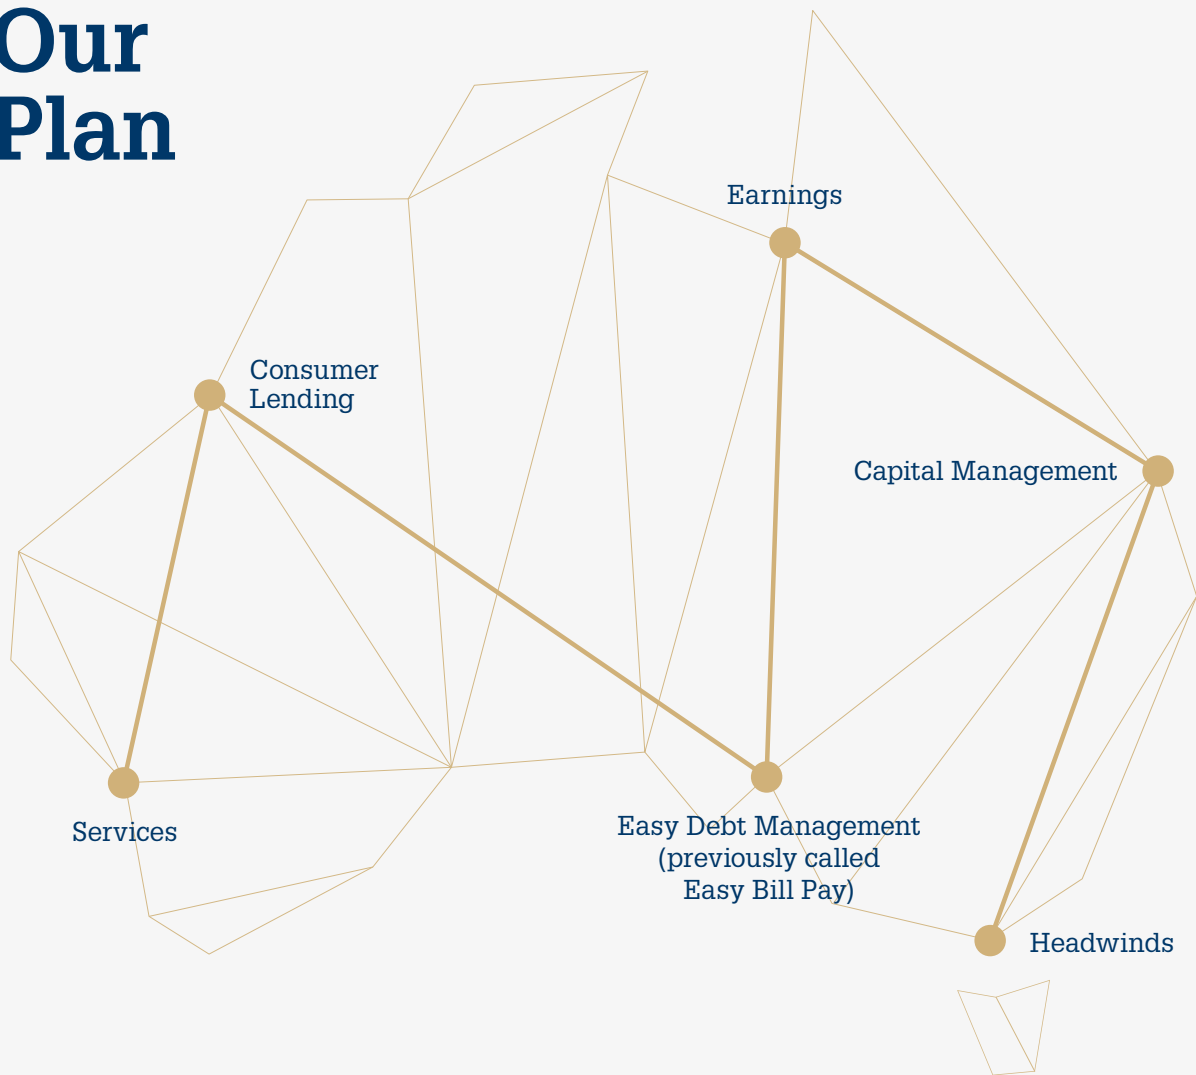 Our
Plan
Earnings
Consumer
Lending
Capital Management
Services
Easy Debt Management
(previously called
Easy Bill Pay)
Headwinds